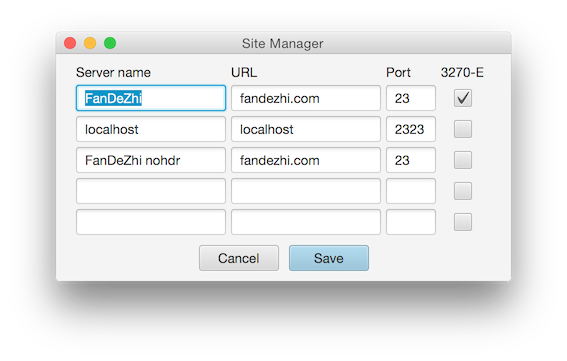 Site Manager
Server name URL Port 3270-E
FanDeZhi fandezhi.com 23
localhost localhost 2323
FanDeZhi nohdr fandezhi.com 23
Cancel Save